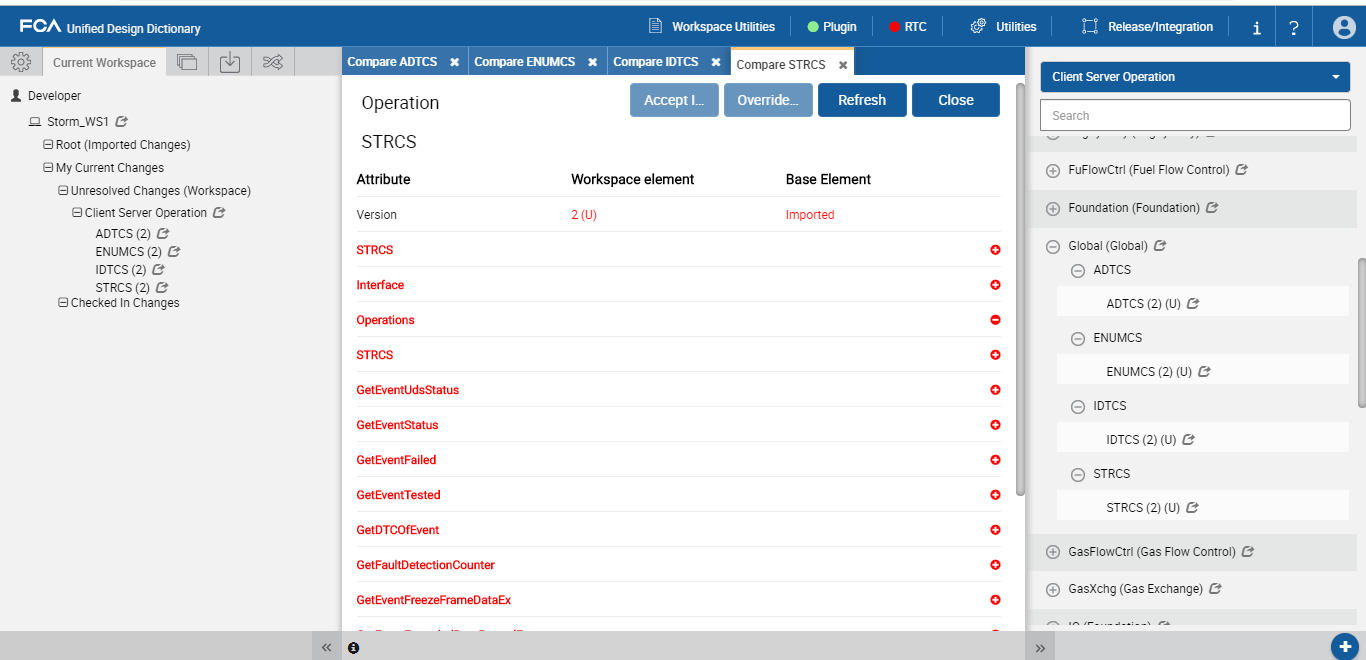 FCA Unified Design Dictionary
Workspace Utilities
Plugin
RTC
Utilities
Release/Integration
i
?
Current Workspace
Developer
Storm_WS1
Root (Imported Changes)
My Current Changes
Unresolved Changes (Workspace)
Client Server Operation
ADTCS (2)
ENUMCS (2)
IDTCS (2)
STRCS (2)
Checked In Changes
Compare ADTCS ×
Compare ENUMCS ×
Compare IDTCS ×
Compare STRCS ×
Operation
Accept I...
Override...
Refresh
Close
STRCS
Attribute Workspace element Base Element
Version 2 (U) Imported
STRCS
Interface
Operations
STRCS
GetEventUdsStatus
GetEventStatus
GetEventFailed
GetEventTested
GetDTCOfEvent
GetFaultDetectionCounter
GetEventFreezeFrameDataEx
Client Server Operation
Search
FuFlowCtrl (Fuel Flow Control)
Foundation (Foundation)
Global (Global)
ADTCS
ADTCS (2) (U)
ENUMCS
ENUMCS (2) (U)
IDTCS
IDTCS (2) (U)
STRCS
STRCS (2) (U)
GasFlowCtrl (Gas Flow Control)
GasXchg (Gas Exchange)
«
»